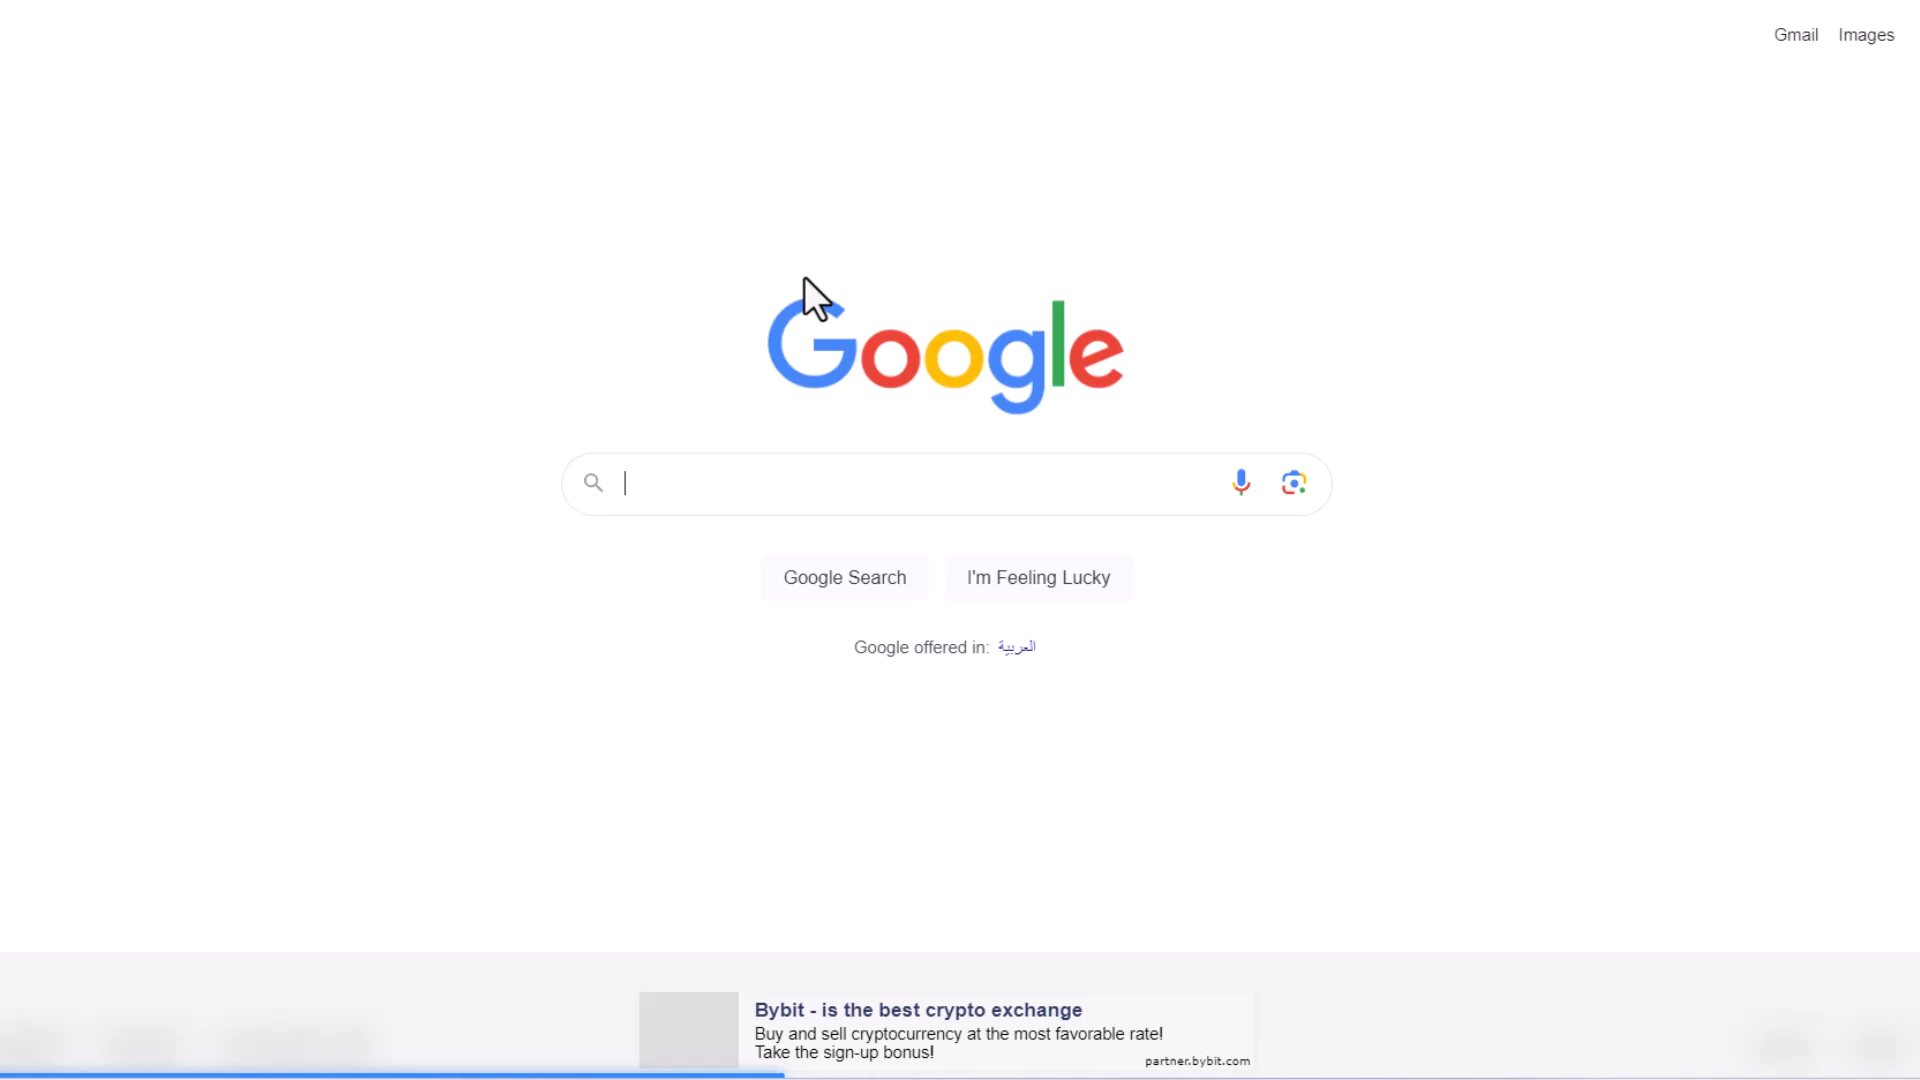 Gmail Images
Google
Google Search I'm Feeling Lucky
Google offered in: العربية
Bybit - is the best crypto exchange
Buy and sell cryptocurrency at the most favorable rate!
Take the sign-up bonus!
partner.bybit.com